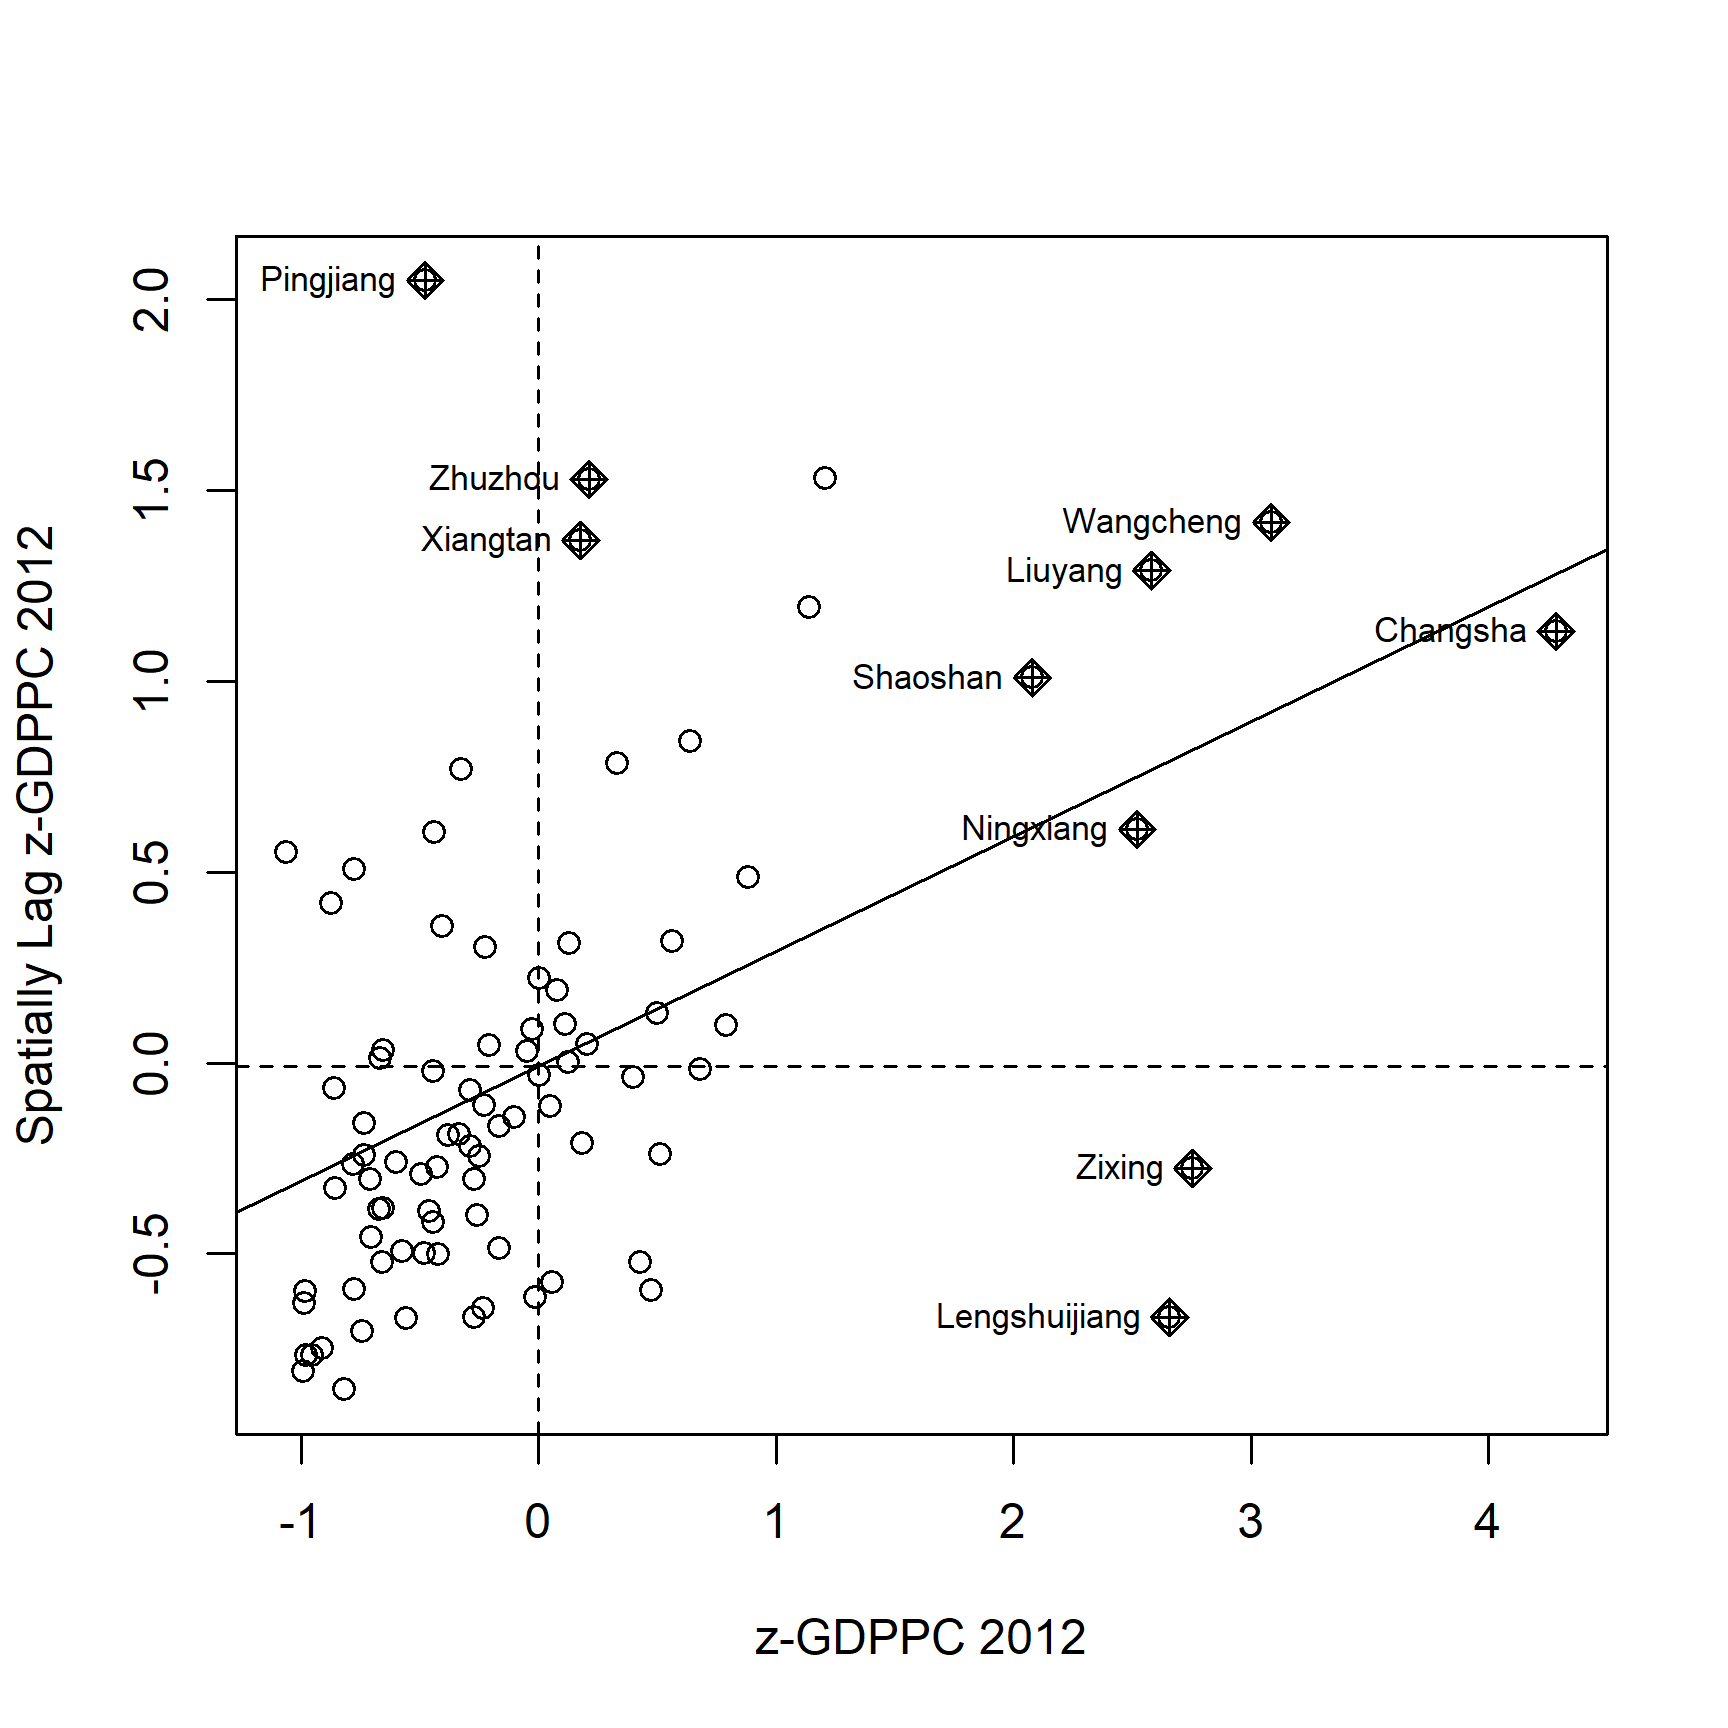 Pingjiang
Zhuzhou
Xiangtan
Wangcheng
Liuyang
Changsha
Shaoshan
Ningxiang
Zixing
Lengshuijiang
2.0
1.5
1.0
0.5
0.0
-0.5
Spatially Lag z-GDPPC 2012
-1 0 1 2 3 4
z-GDPPC 2012